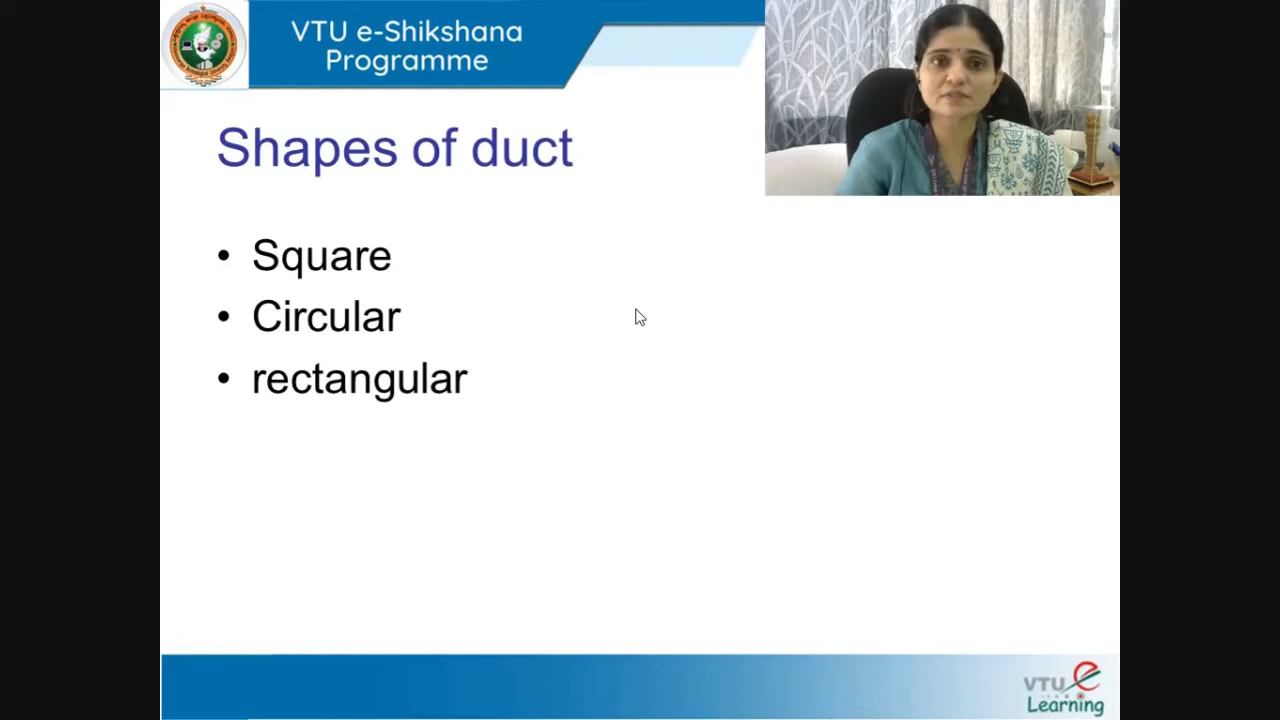 VTU e-Shikshana
Programme
Shapes of duct
• Square
• Circular
• rectangular
VTU e
Learning